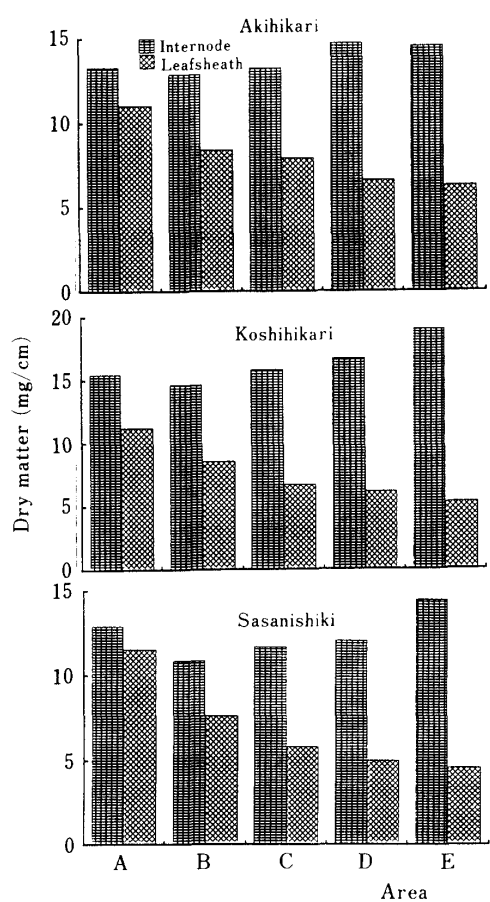 Akihikari
Internode
Leafsheath
15
10
5
0
Koshihikari
20
15
10
5
0
Dry matter (mg/cm)
Sasanishiki
15
10
5
0
A B C D E
Area